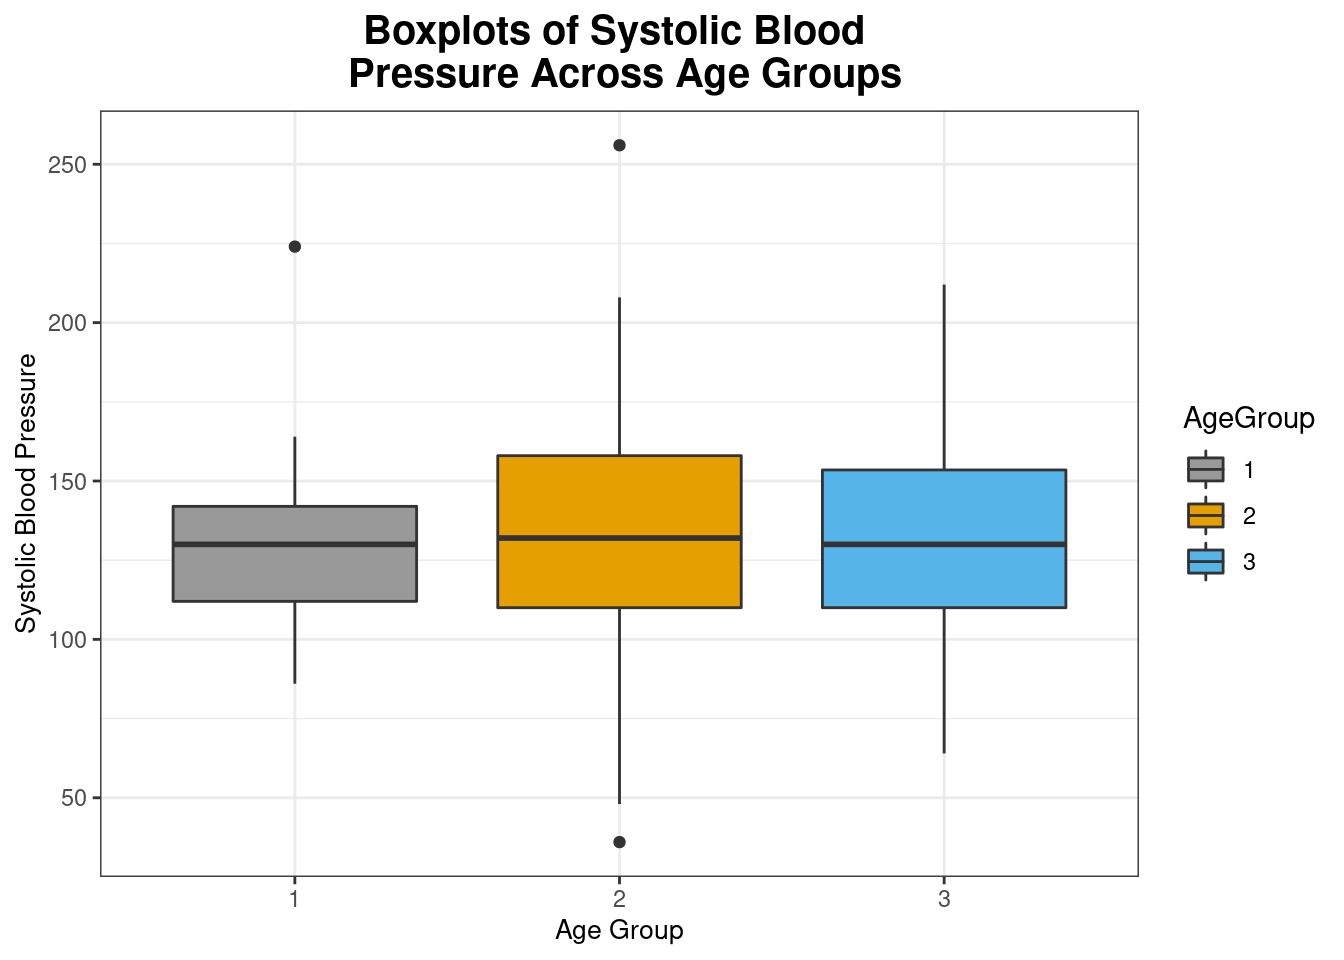 Boxplots of Systolic Blood
Pressure Across Age Groups
Systolic Blood Pressure
250
200
150
100
50
1
2
3
Age Group
AgeGroup
1
2
3